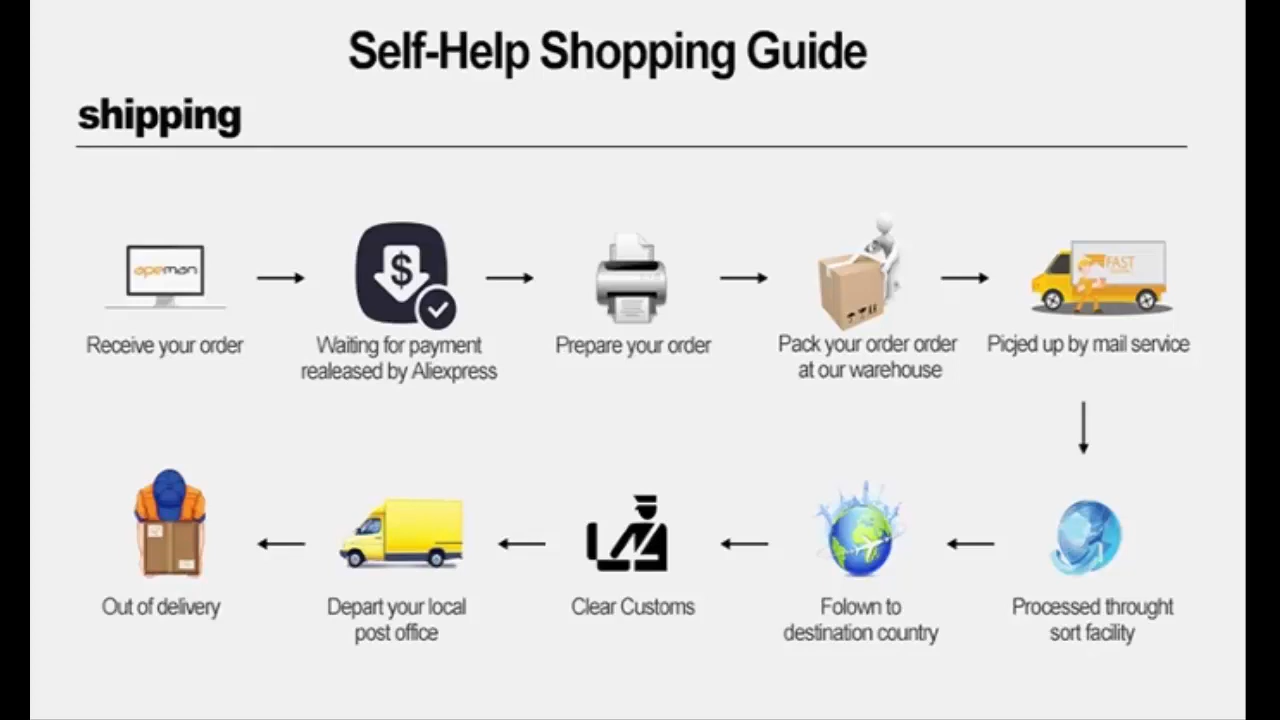 Self-Help Shopping Guide
shipping
apeman
Receive your order
Waiting for payment
realeased by Aliexpress
Prepare your order
Pack your order order
at our warehouse
FAST
Picjed up by mail service
Out of delivery
Depart your local
post office
Clear Customs
Folown to
destination country
Processed throught
sort facility